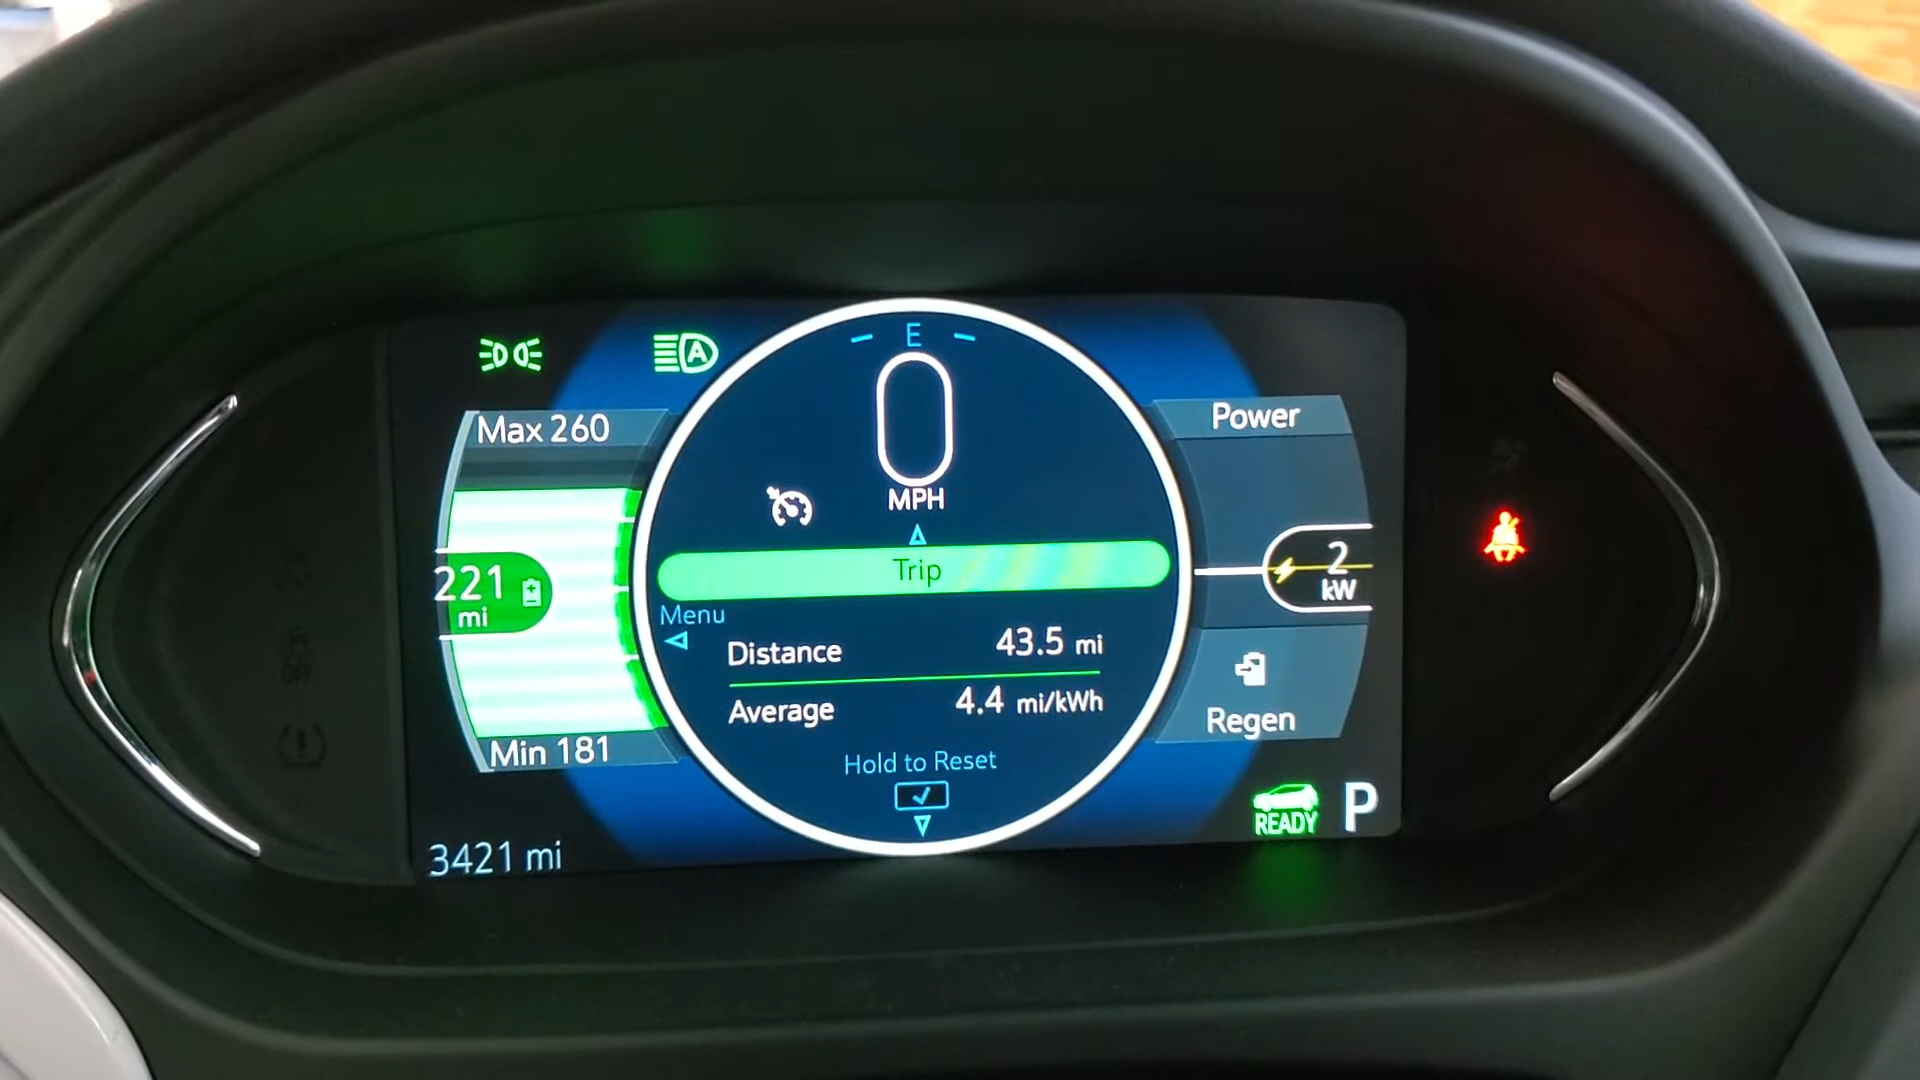 E
Max 260
0
MPH
Power
Trip
221
mi
2
kW
Menu
Distance 43.5 mi
Average 4.4 mi/kWh
Regen
Min 181
Hold to Reset
READY P
3421 mi
A
OFF